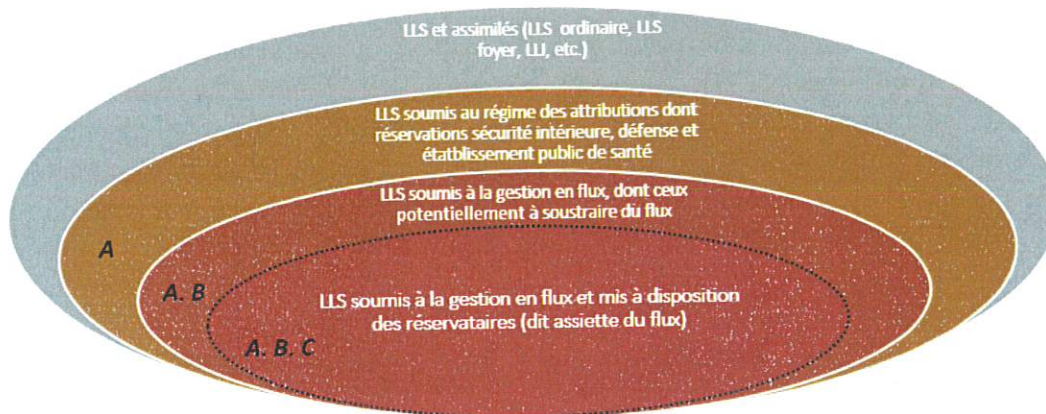 LLS et assimilés (LLS ordinaire, LLS
foyer, LLJ, etc.)
LLS soumis au régime des attributions dont
réservations sécurité intérieure, défense et
étatblissement public de santé
LLS soumis à la gestion en flux, dont ceux
potentiellement à soustraire du flux
A
A. B
LLS soumis à la gestion en flux et mis à disposition
des réservataires (dit assiette du flux)
A. B. C